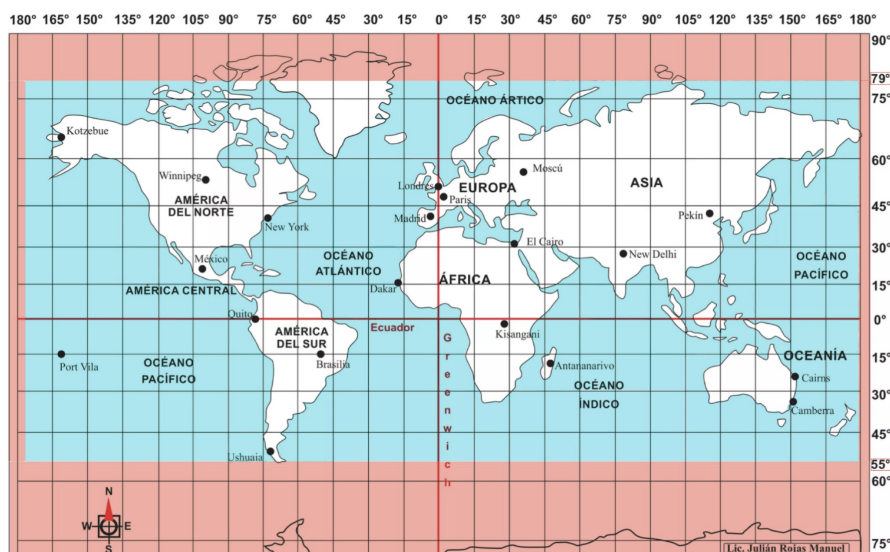 180° 165° 150° 135° 120° 105° 90° 75° 60° 45° 30° 15° 0° 15° 30° 45° 60° 75° 90° 105° 120° 135° 150° 165° 180°
90°
79°
75°
OCÉANO ÁRTICO
Kotzebue
60°
Moscú
Winnipeg
Londres
EUROPA
ASIA
AMÉRICA
DEL NORTE
Paris
45°
New York
Madrid
Pekín
El Cairo
30°
México
OCÉANO
ATLÁNTICO
New Delhi
OCÉANO
PACÍFICO
AMÉRICA CENTRAL
Dakar
ÁFRICA
15°
Quito
AMÉRICA
DEL SUR
Ecuador
0°
Kisangani
Greenwich
Port Vila
OCÉANO
PACÍFICO
Brasilia
Antananarivo
OCEANÍA
15°
OCÉANO
ÍNDICO
Cairns
30°
Camberra
45°
Ushuaia
55°
60°
N
W E
S
75°
Lic. Julián Rojas Manuel